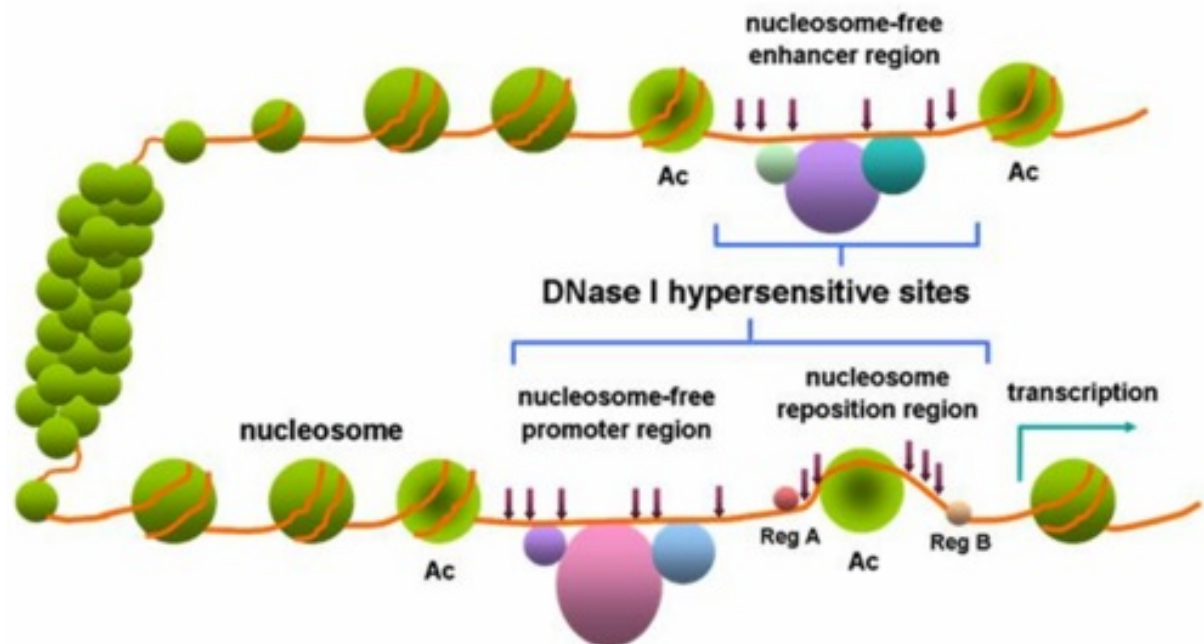 nucleosome-free
enhancer region
Ac
Ac
DNase I hypersensitive sites
nucleosome-free
promoter region
nucleosome
reposition region
transcription
nucleosome
Ac
Reg A
Ac
Reg B